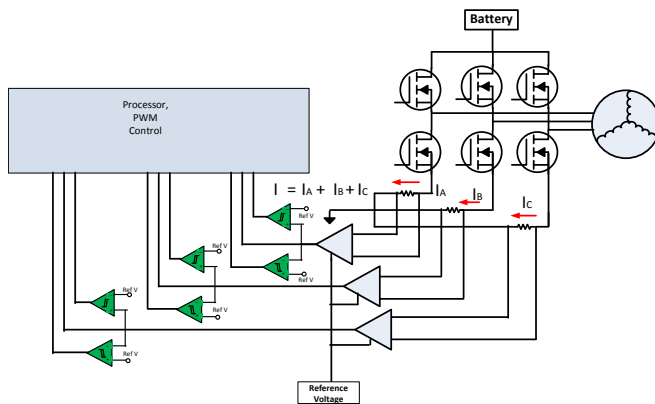 Battery
Processor,
PWM
Control
I = IA + IB + IC
IA
IB
IC
Ref V
Ref V
Ref V
Ref V
Ref V
Ref V
Reference
Voltage